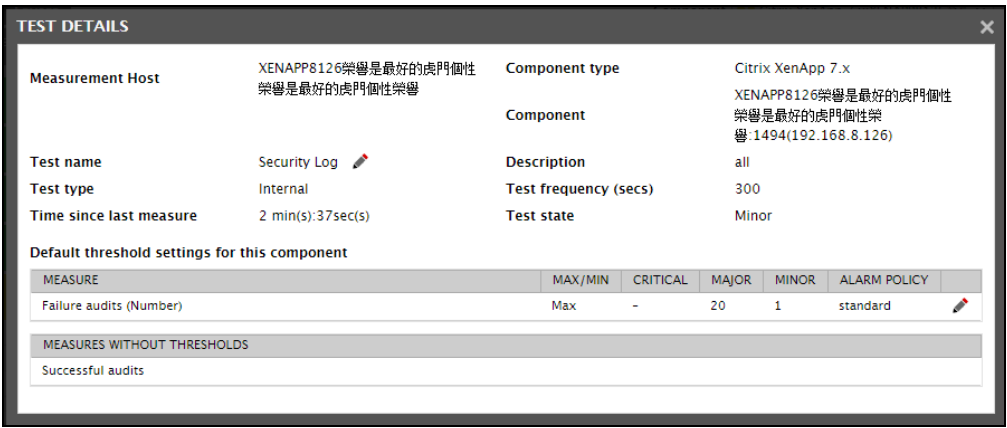 TEST DETAILS
Measurement Host
XENAPP8126榮譽是最好的虎門個性
榮譽是最好的虎門個性榮譽
Component type
Citrix XenApp 7.x
Component
XENAPP8126榮譽是最好的虎門個性
榮譽是最好的虎門個性榮
譽:1494(192.168.8.126)
Test name
Security Log
Description
all
Test type
Internal
Test frequency (secs)
300
Time since last measure
2 min(s):37sec(s)
Test state
Minor
Default threshold settings for this component
MEASURE MAX/MIN CRITICAL MAJOR MINOR ALARM POLICY
Failure audits (Number) Max - 20 1 standard
MEASURES WITHOUT THRESHOLDS
Successful audits